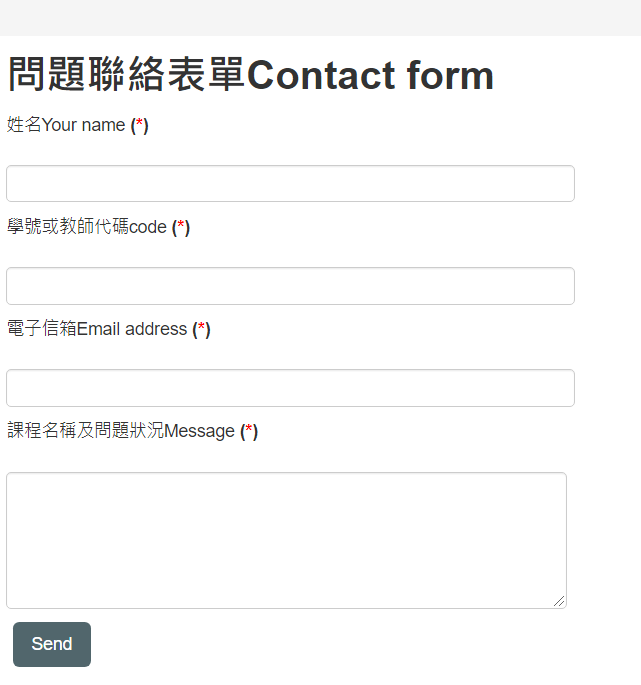 問題聯絡表單Contact form
姓名Your name (*)
學號或教師代碼code (*)
電子信箱Email address (*)
課程名稱及問題狀況Message (*)
Send